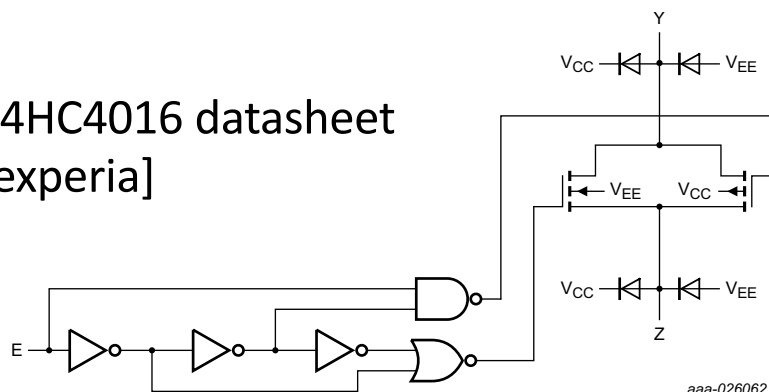 4HC4016 datasheet
experia]
Y
VCC VEE
VEE VCC
VCC VEE
E
Z
aaa-026062